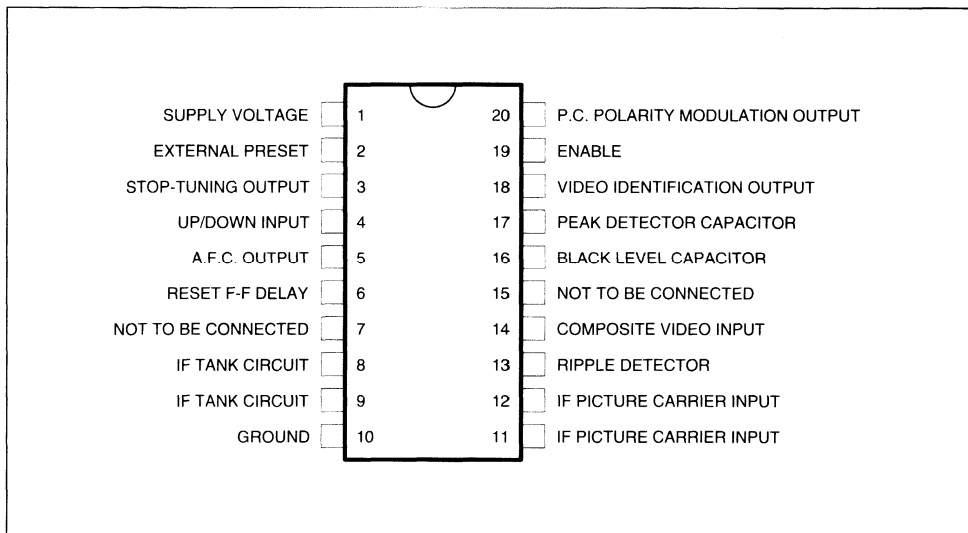 SUPPLY VOLTAGE 1 20 P.C. POLARITY MODULATION OUTPUT
EXTERNAL PRESET 2 19 ENABLE
STOP-TUNING OUTPUT 3 18 VIDEO IDENTIFICATION OUTPUT
UP/DOWN INPUT 4 17 PEAK DETECTOR CAPACITOR
A.F.C. OUTPUT 5 16 BLACK LEVEL CAPACITOR
RESET F-F DELAY 6 15 NOT TO BE CONNECTED
NOT TO BE CONNECTED 7 14 COMPOSITE VIDEO INPUT
IF TANK CIRCUIT 8 13 RIPPLE DETECTOR
IF TANK CIRCUIT 9 12 IF PICTURE CARRIER INPUT
GROUND 10 11 IF PICTURE CARRIER INPUT